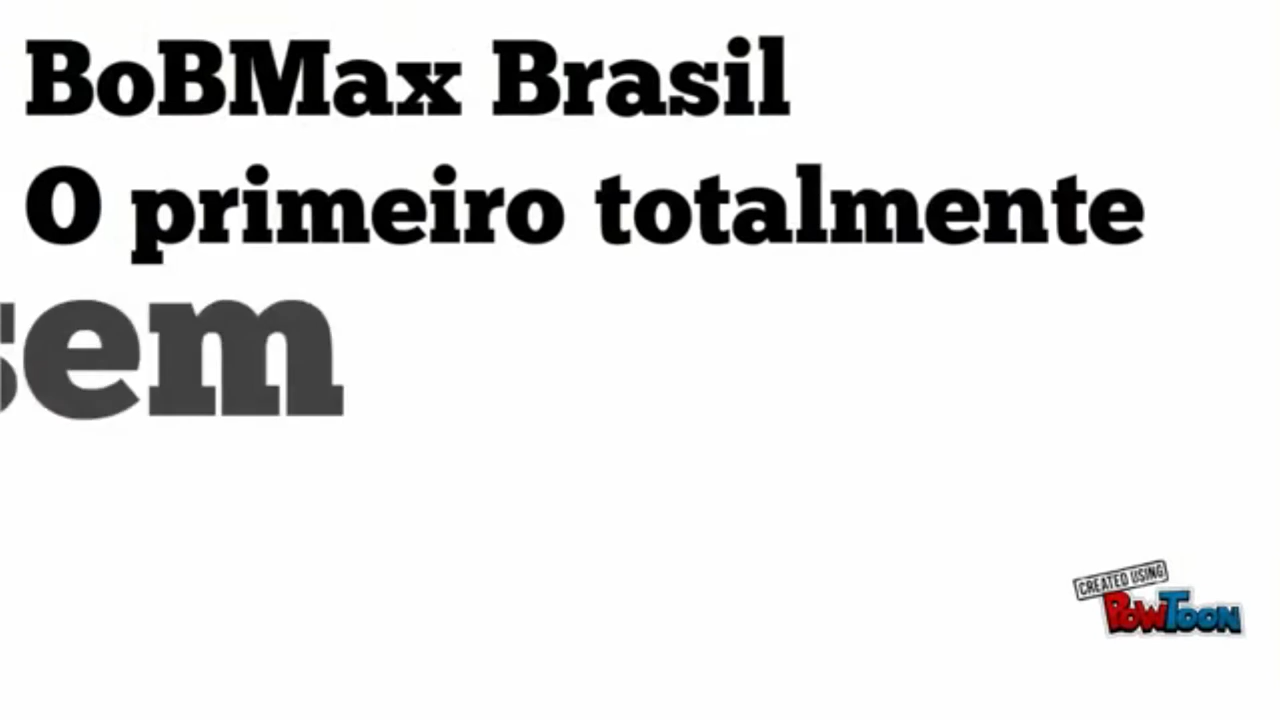 BoBMax Brasil
O primeiro totalmente
sem
CREATED USING
PowToon